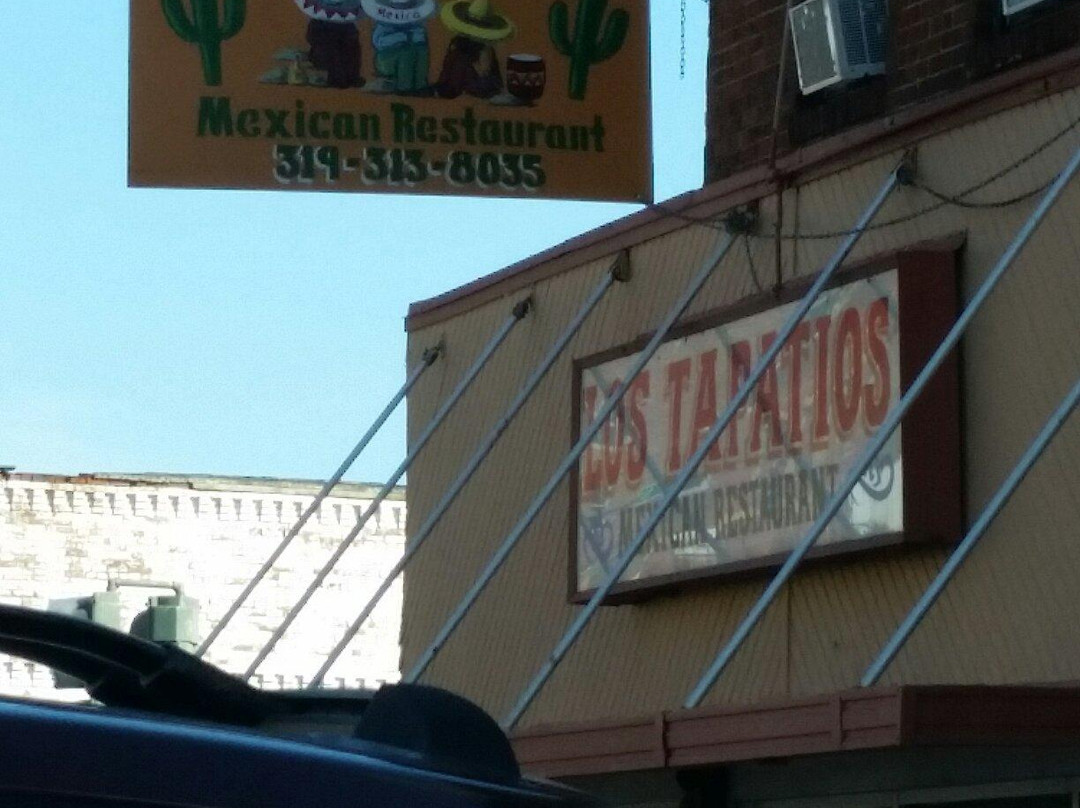 Mexico
Mexican Restaurant
319-313-8035
LOS TAPATIOS
MEXICAN RESTAURANT